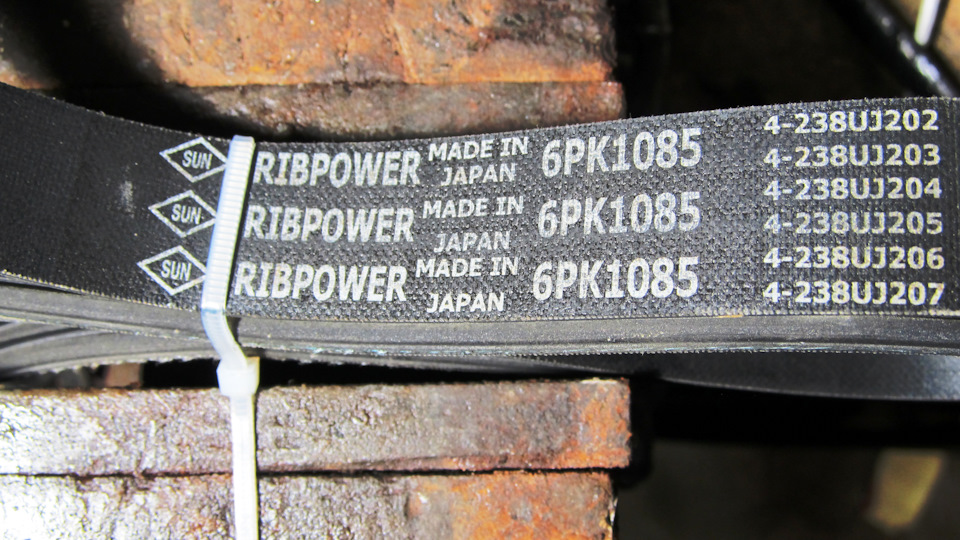 SUN RIBPOWER MADE IN JAPAN 6PK1085
SUN RIBPOWER MADE IN JAPAN 6PK1085
SUN RIBPOWER MADE IN JAPAN 6PK1085
4-238UJ202
4-238UJ203
4-238UJ204
4-238UJ205
4-238UJ206
4-238UJ207